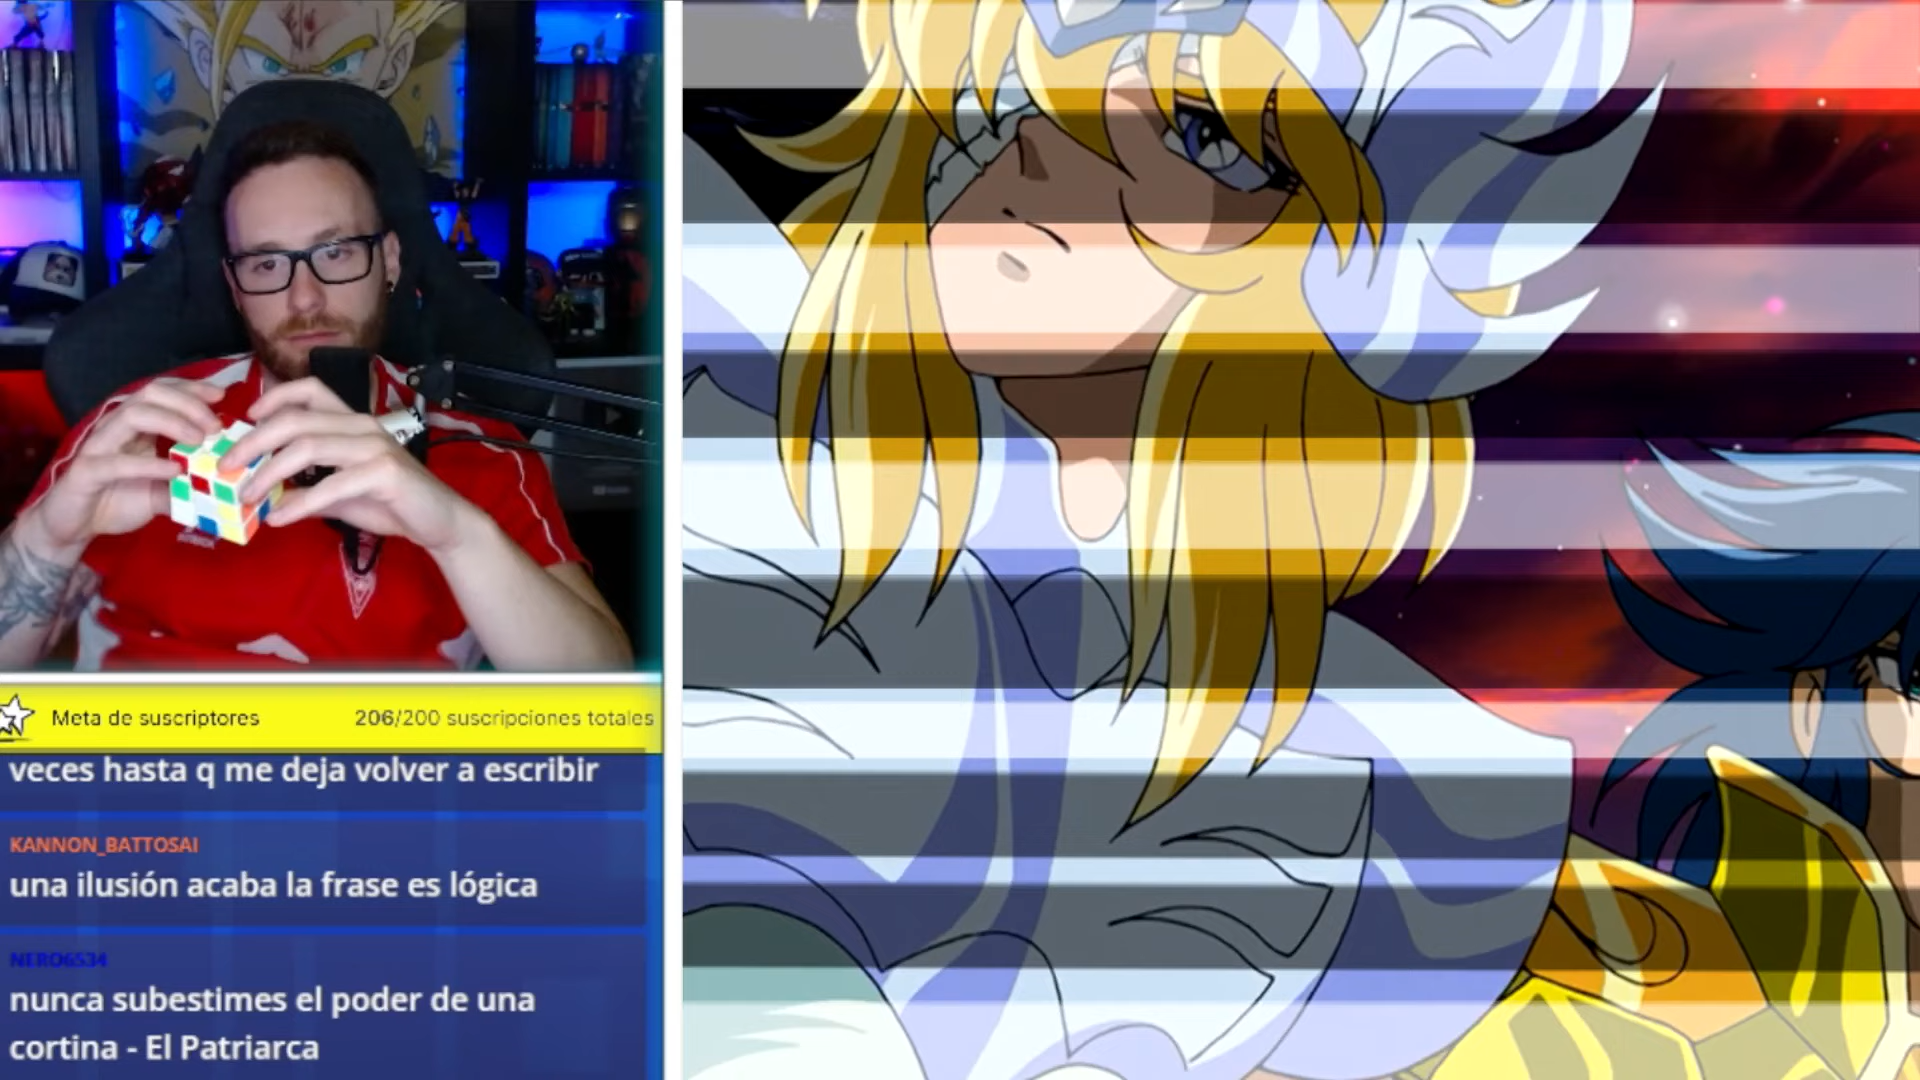 Meta de suscriptores
206/200 suscripciones totales
veces hasta q me deja volver a escribir
KANNON_BATTOSAI
una ilusión acaba la frase es lógica
NERO6534
nunca subestimes el poder de una
cortina - El Patriarca